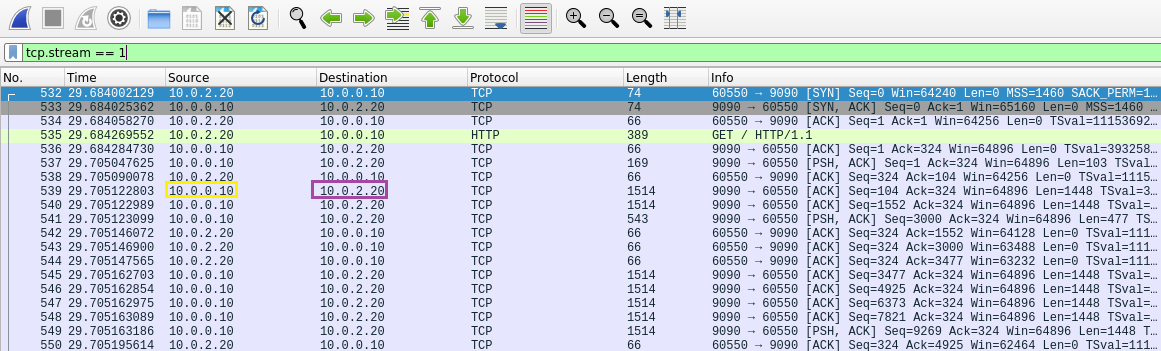 tcp.stream == 1
No. Time Source Destination Protocol Length Info
532 29.684002129 10.0.2.20 10.0.0.10 TCP 74 60550 → 9090 [SYN] Seq=0 Win=64240 Len=0 MSS=1460 SACK_PERM=1…
533 29.684025362 10.0.0.10 10.0.2.20 TCP 74 9090 → 60550 [SYN, ACK] Seq=0 Ack=1 Win=65160 Len=0 MSS=1460 …
534 29.684058270 10.0.2.20 10.0.0.10 TCP 66 60550 → 9090 [ACK] Seq=1 Ack=1 Win=64256 Len=0 TSval=11153692…
535 29.684269552 10.0.2.20 10.0.0.10 HTTP 389 GET / HTTP/1.1
536 29.684284730 10.0.0.10 10.0.2.20 TCP 66 9090 → 60550 [ACK] Seq=1 Ack=324 Win=64896 Len=0 TSval=393258…
537 29.705047625 10.0.0.10 10.0.2.20 TCP 169 9090 → 60550 [PSH, ACK] Seq=1 Ack=324 Win=64896 Len=103 TSval…
538 29.705090078 10.0.2.20 10.0.0.10 TCP 66 60550 → 9090 [ACK] Seq=324 Ack=104 Win=64256 Len=0 TSval=1115…
539 29.705122803 10.0.0.10 10.0.2.20 TCP 1514 9090 → 60550 [ACK] Seq=104 Ack=324 Win=64896 Len=1448 TSval=3…
540 29.705122989 10.0.0.10 10.0.2.20 TCP 1514 9090 → 60550 [ACK] Seq=1552 Ack=324 Win=64896 Len=1448 TSval=…
541 29.705123099 10.0.0.10 10.0.2.20 TCP 543 9090 → 60550 [PSH, ACK] Seq=3000 Ack=324 Win=64896 Len=477 TS…
542 29.705146072 10.0.2.20 10.0.0.10 TCP 66 60550 → 9090 [ACK] Seq=324 Ack=1552 Win=64128 Len=0 TSval=111…
543 29.705146900 10.0.2.20 10.0.0.10 TCP 66 60550 → 9090 [ACK] Seq=324 Ack=3000 Win=63488 Len=0 TSval=111…
544 29.705147565 10.0.2.20 10.0.0.10 TCP 66 60550 → 9090 [ACK] Seq=324 Ack=3477 Win=63232 Len=0 TSval=111…
545 29.705162703 10.0.0.10 10.0.2.20 TCP 1514 9090 → 60550 [ACK] Seq=3477 Ack=324 Win=64896 Len=1448 TSval=…
546 29.705162854 10.0.0.10 10.0.2.20 TCP 1514 9090 → 60550 [ACK] Seq=4925 Ack=324 Win=64896 Len=1448 TSval=…
547 29.705162975 10.0.0.10 10.0.2.20 TCP 1514 9090 → 60550 [ACK] Seq=6373 Ack=324 Win=64896 Len=1448 TSval=…
548 29.705163089 10.0.0.10 10.0.2.20 TCP 1514 9090 → 60550 [ACK] Seq=7821 Ack=324 Win=64896 Len=1448 TSval=…
549 29.705163186 10.0.0.10 10.0.2.20 TCP 1514 9090 → 60550 [PSH, ACK] Seq=9269 Ack=324 Win=64896 Len=1448 T…
550 29.705195614 10.0.2.20 10.0.0.10 TCP 66 60550 → 9090 [ACK] Seq=324 Ack=4925 Win=62464 Len=0 TSval=111…